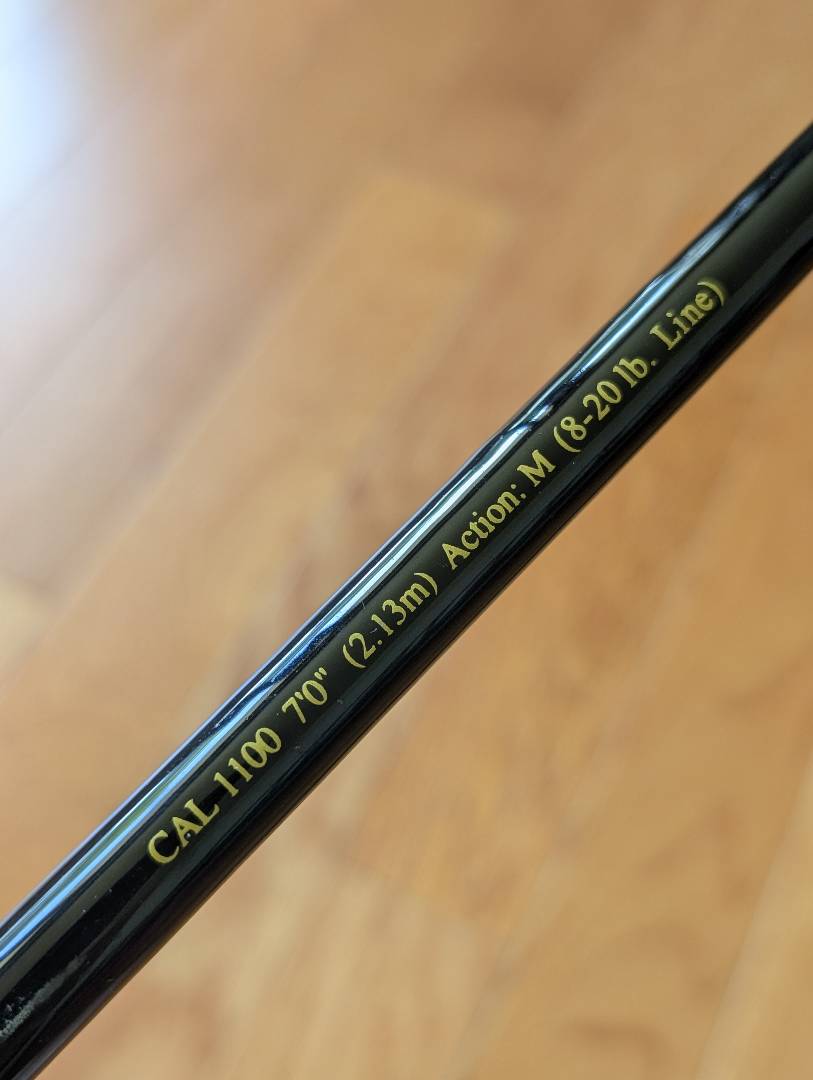 CAL 1100 7'0" (2.13m) Action: M (8-20 lb. Line)